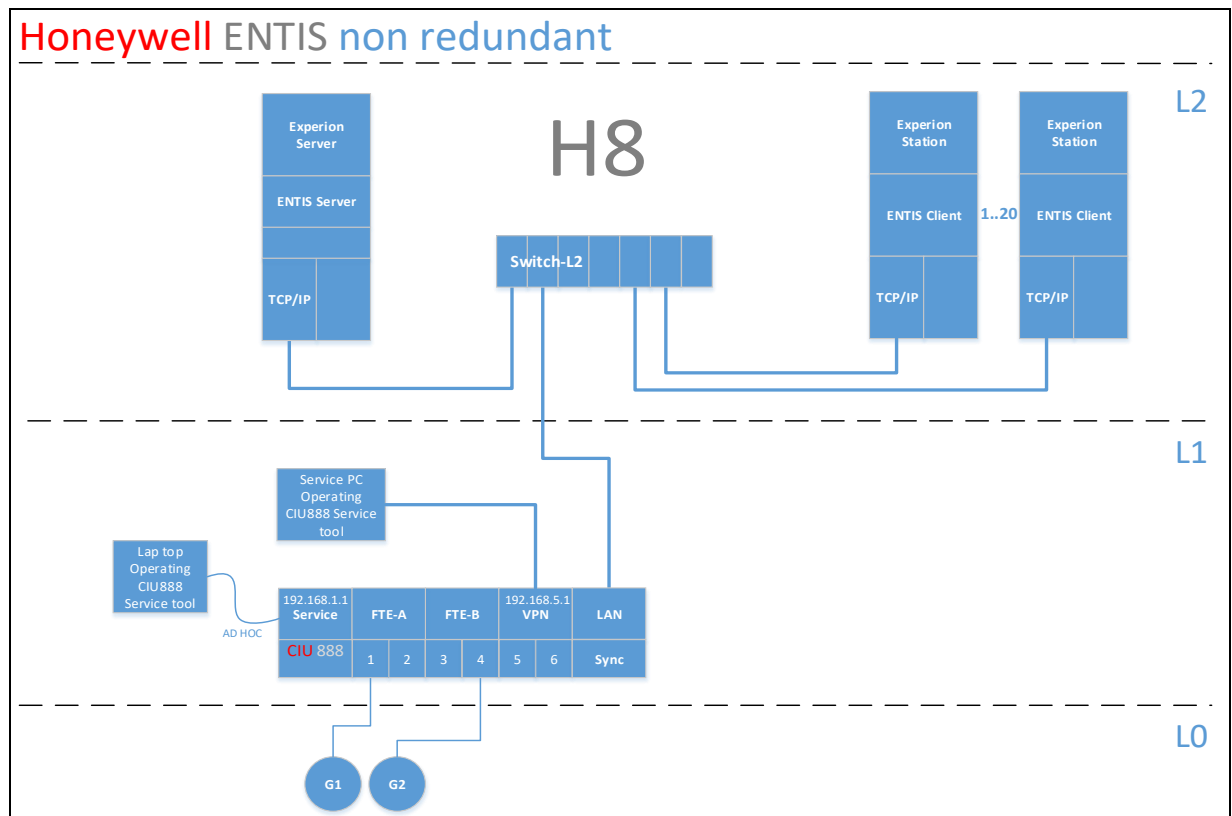 Honeywell ENTIS non redundant
L2
H8
Experion
Server
ENTIS Server
TCP/IP
Switch-L2
Experion
Station
ENTIS Client
TCP/IP
1..20
Experion
Station
ENTIS Client
TCP/IP
L1
Service PC
Operating
CIU888 Service
tool
Lap top
Operating
CIU888
Service tool
AD HOC
192.168.1.1
Service
FTE-A
FTE-B
192.168.5.1
VPN
LAN
CIU 888
1
2
3
4
5
6
Sync
L0
G1
G2